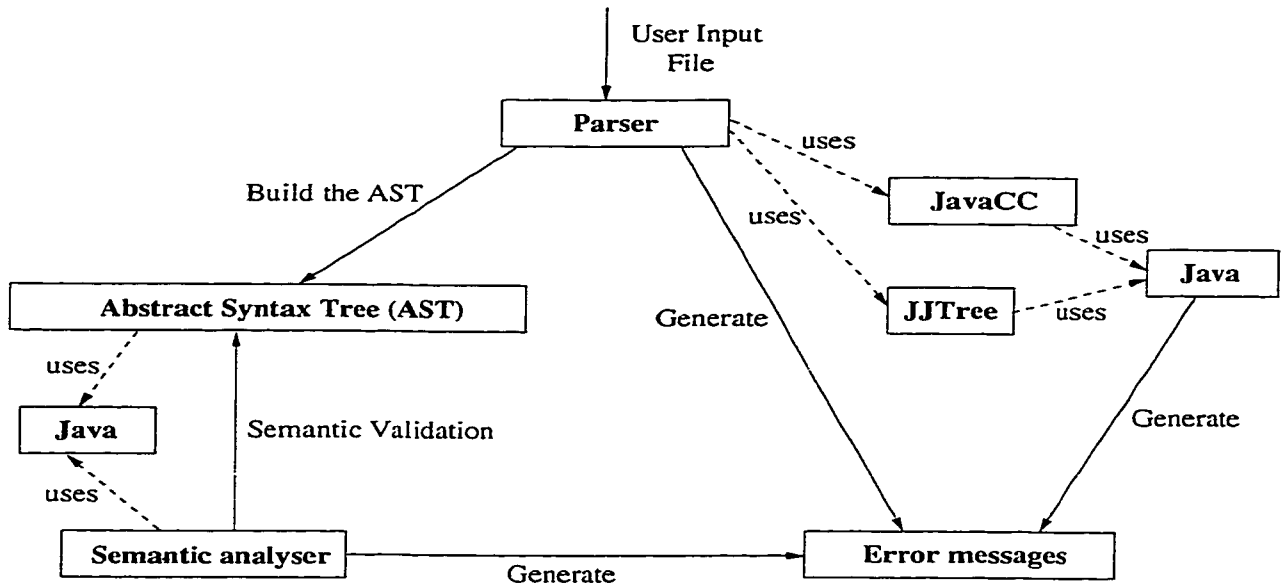 User Input
File
Parser
uses
Build the AST
JavaCC
uses
uses
Java
Abstract Syntax Tree (AST)
Generate
JJTree
uses
uses
Java
Semantic Validation
Generate
uses
Semantic analyser
Error messages
Generate